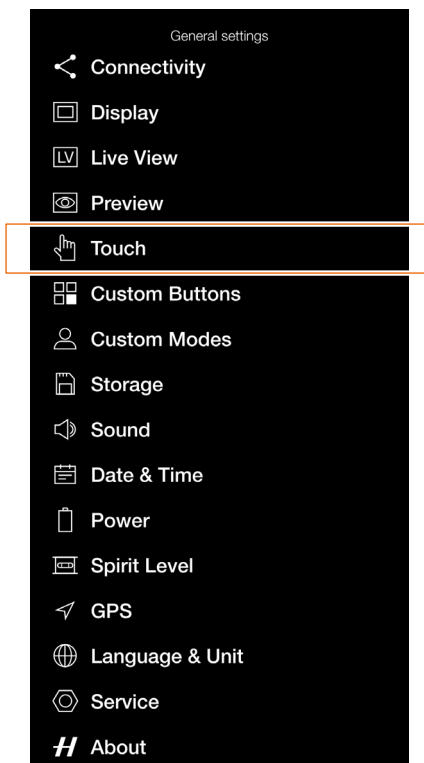 General settings
Connectivity
Display
LV Live View
Preview
Touch
Custom Buttons
Custom Modes
Storage
Sound
Date & Time
Power
Spirit Level
GPS
Language & Unit
Service
H About